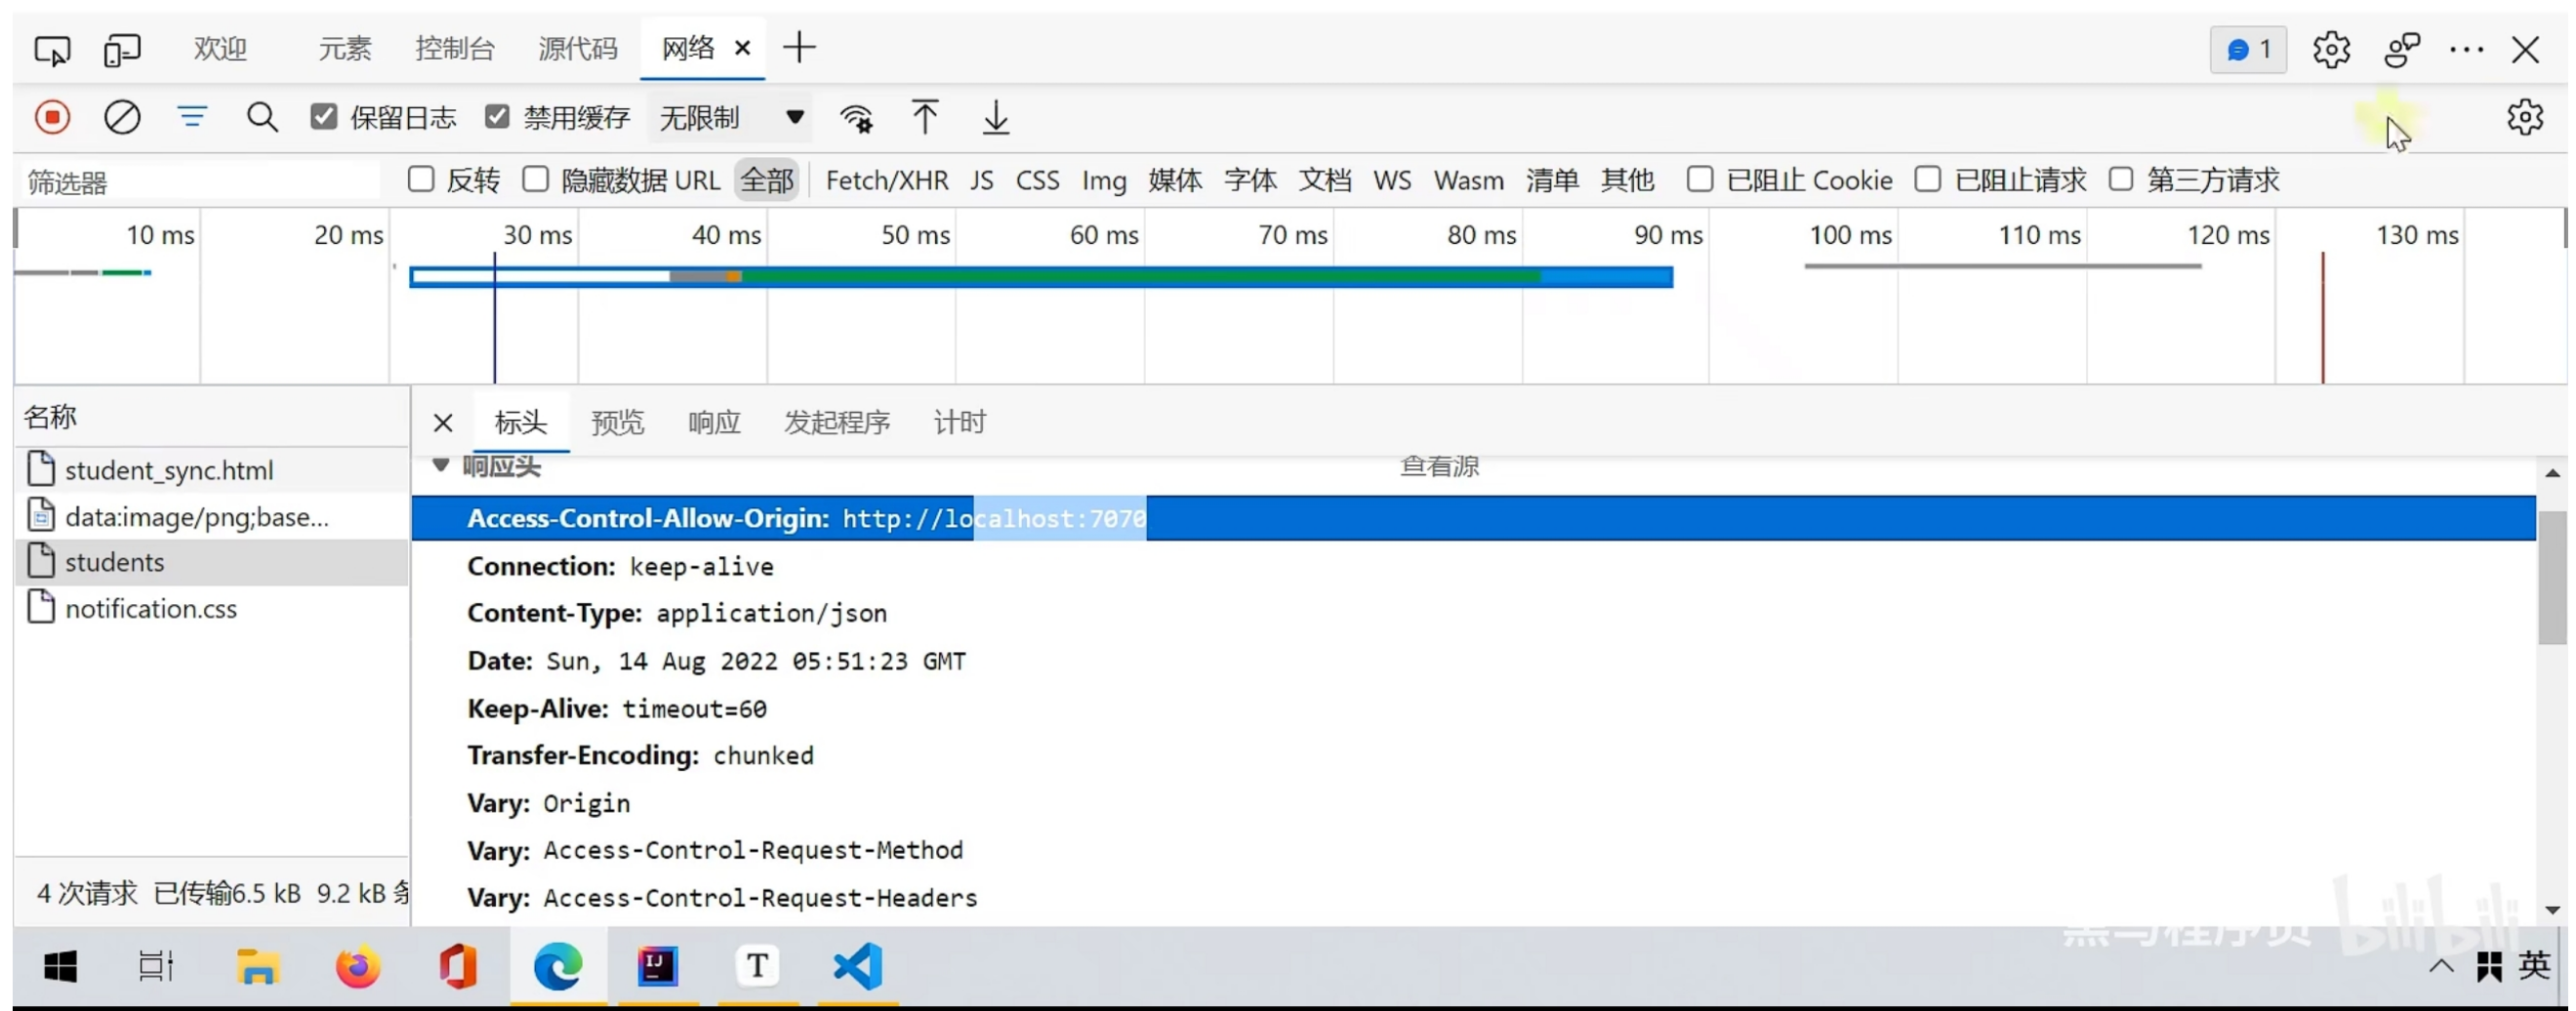 欢迎 元素 控制台 源代码 网络 1
保留日志 禁用缓存 无限制
筛选器 反转 隐藏数据 URL 全部 Fetch/XHR JS CSS Img 媒体 字体 文档 WS Wasm 清单 其他 已阻止 Cookie 已阻止请求 第三方请求
10 ms 20 ms 30 ms 40 ms 50 ms 60 ms 70 ms 80 ms 90 ms 100 ms 110 ms 120 ms 130 ms
名称
student_sync.html
data:image/png;base...
students
notification.css
4 次请求 已传输6.5 kB 9.2 kB 条
标头 预览 响应 发起程序 计时
响应头 查看源
Access-Control-Allow-Origin: http://localhost:7070
Connection: keep-alive
Content-Type: application/json
Date: Sun, 14 Aug 2022 05:51:23 GMT
Keep-Alive: timeout=60
Transfer-Encoding: chunked
Vary: Origin
Vary: Access-Control-Request-Method
Vary: Access-Control-Request-Headers
黑马程序员 bilibili
IJ T 英